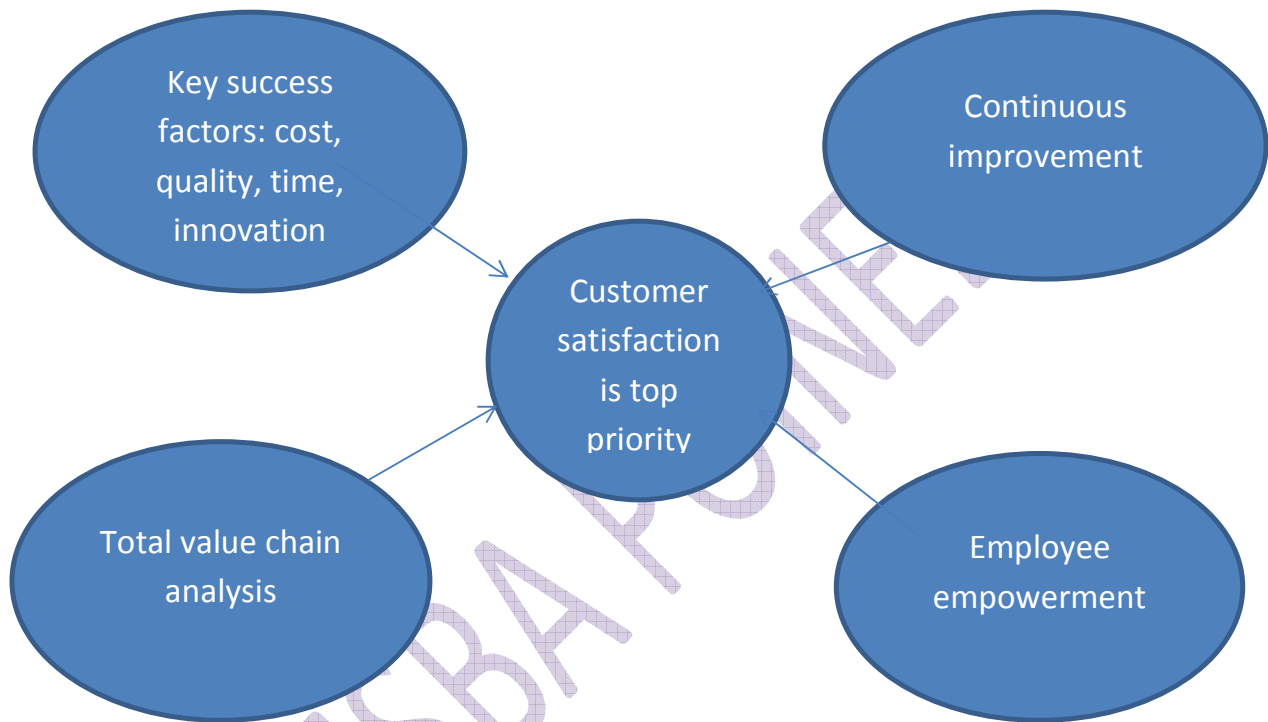 Key success
factors: cost,
quality, time,
innovation
Continuous
improvement
Customer
satisfaction
is top
priority
Total value chain
analysis
Employee
empowerment